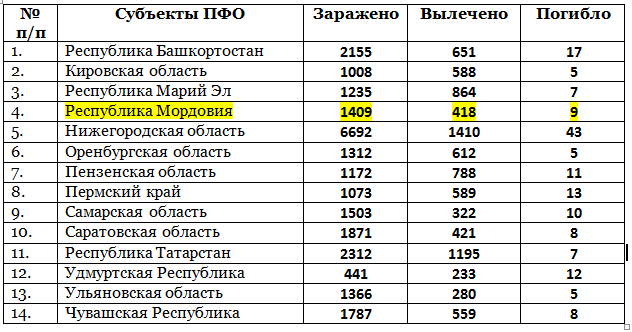 № п/п Субъекты ПФО Заражено Вылечено Погибло
1. Республика Башкортостан 2155 651 17
2. Кировская область 1008 588 5
3. Республика Марий Эл 1235 864 7
4. Республика Мордовия 1409 418 9
5. Нижегородская область 6692 1410 43
6. Оренбургская область 1312 612 5
7. Пензенская область 1172 788 11
8. Пермский край 1073 589 13
9. Самарская область 1503 322 10
10. Саратовская область 1871 421 8
11. Республика Татарстан 2312 1195 7
12. Удмуртская Республика 441 233 12
13. Ульяновская область 1366 280 5
14. Чувашская Республика 1787 559 8